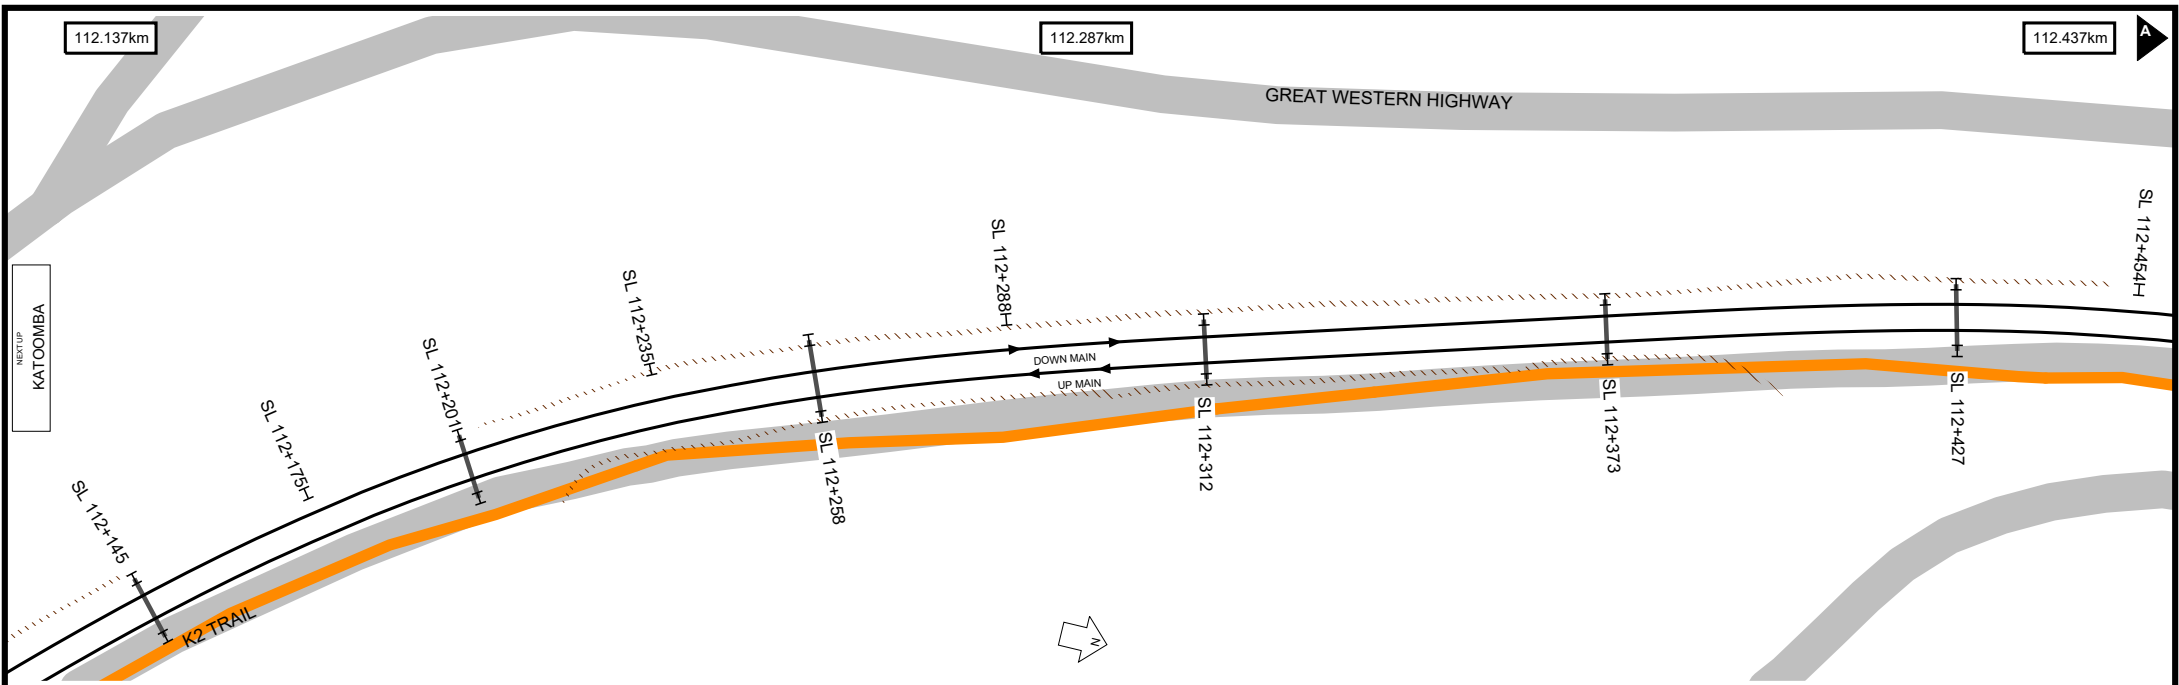 112.137km
112.287km
112.437km
A
GREAT WESTERN HIGHWAY
NEXT UP
KATOOMBA
SL 112+145
SL 112+175
SL 112+201
SL 112+235
SL 112+258
SL 112+288
SL 112+312
SL 112+373
SL 112+427
SL 112+454
DOWN MAIN
UP MAIN
K2 TRAIL
N